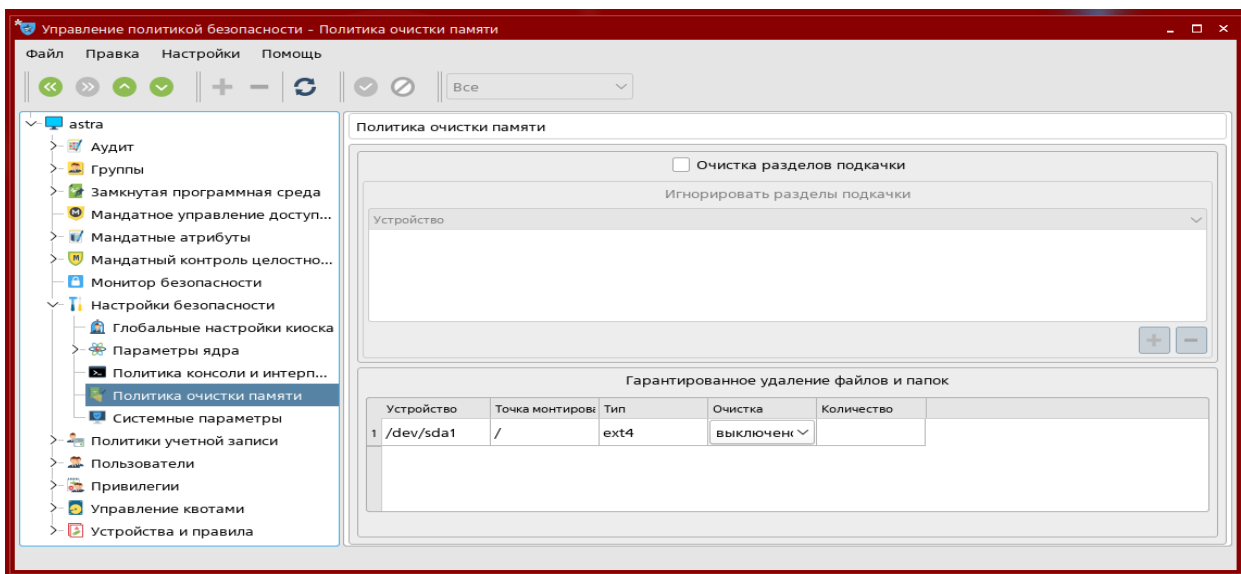 Управление политикой безопасности - Политика очистки памяти
Файл Правка Настройки Помощь
Все
astra
Аудит
Группы
Замкнутая программная среда
Мандатное управление доступ...
Мандатные атрибуты
Мандатный контроль целостно...
Монитор безопасности
Настройки безопасности
Глобальные настройки киоска
Параметры ядра
Политика консоли и интерп...
Политика очистки памяти
Системные параметры
Политики учетной записи
Пользователи
Привилегии
Управление квотами
Устройства и правила
Политика очистки памяти
Очистка разделов подкачки
Игнорировать разделы подкачки
Устройство
Гарантированное удаление файлов и папок
Устройство Точка монтирова Тип Очистка Количество
1 /dev/sda1 / ext4 выключен